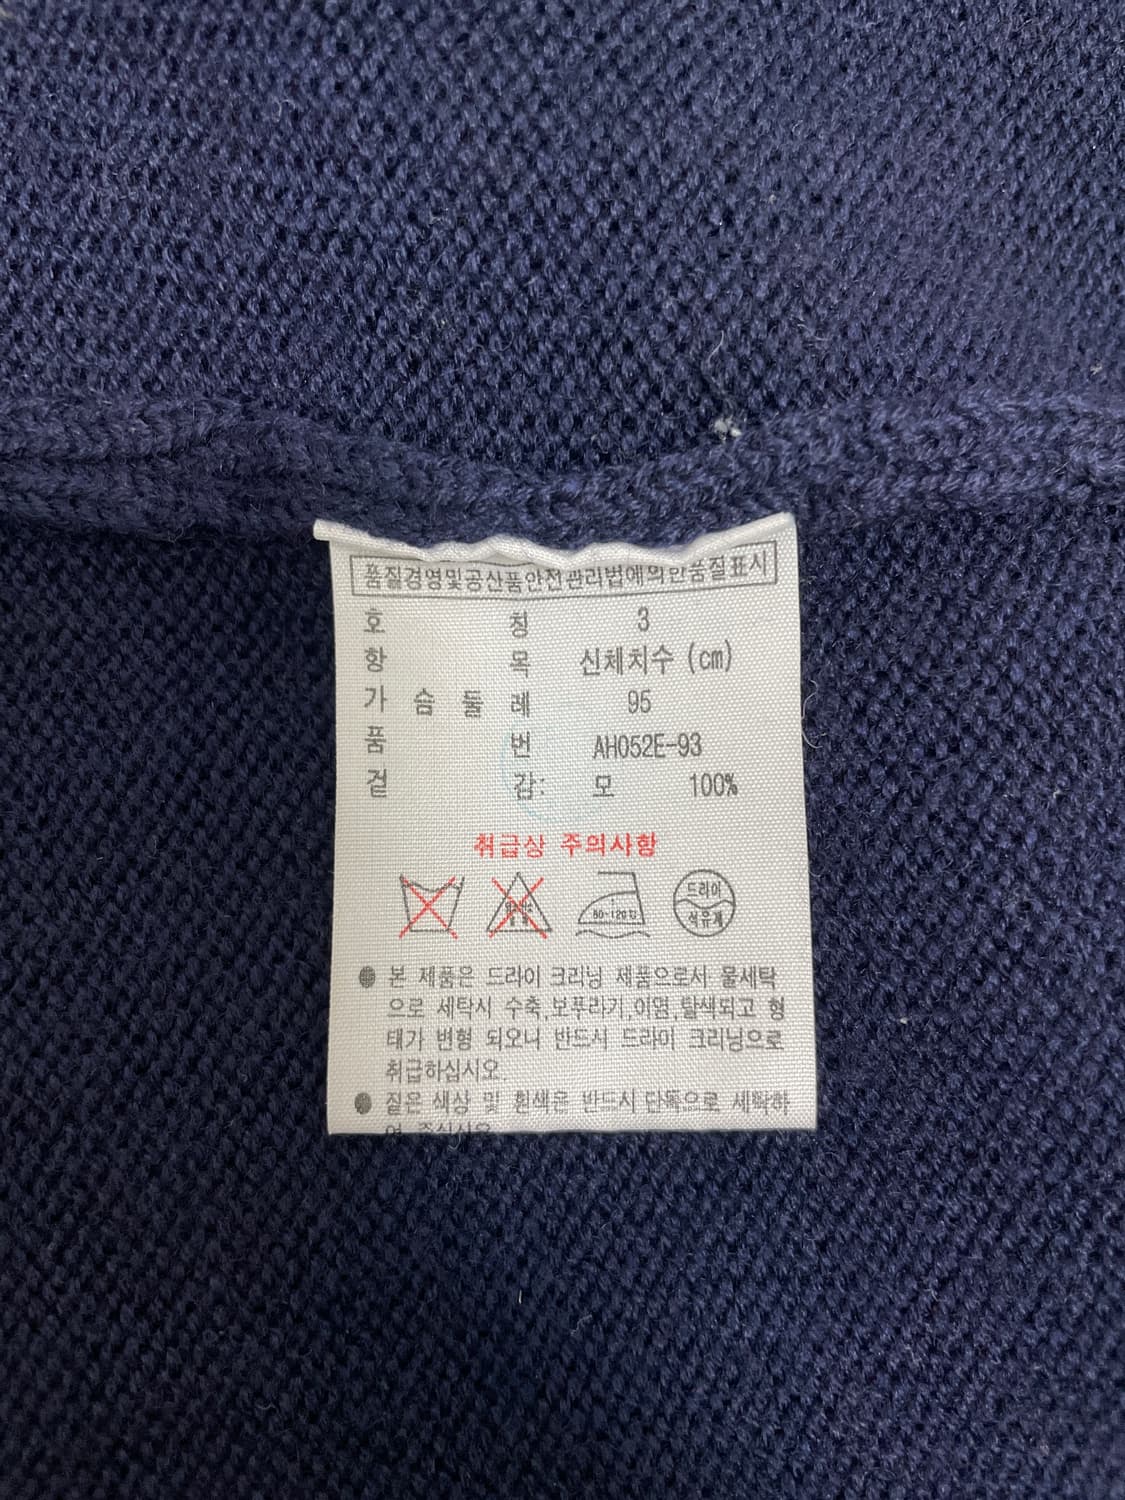 품질경영및공산품안전관리법에의한품질표시
호 칭 3
항 목 신체치수 (cm)
가 슴 둘 레 95
품 번 AH052E-93
겉 감: 모 100%
취급상 주의사항
80-120℃
드라이
석유계
● 본 제품은 드라이 크리닝 제품으로서 물세탁
으로 세탁시 수축,보푸라기,이염,탈색되고 형
태가 변형 되오니 반드시 드라이 크리닝으로
취급하십시오.
● 짙은 색상 및 흰색은 반드시 단독으로 세탁하
여 주십시오